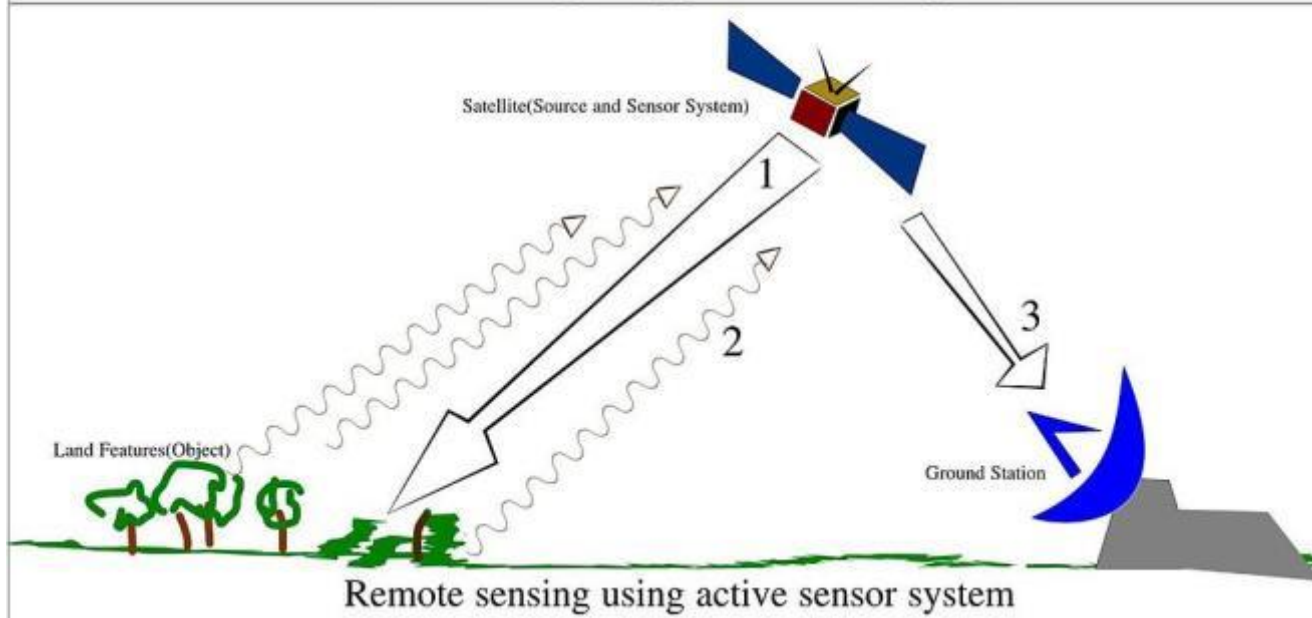 Satellite(Source and Sensor System)
1
2
3
Land Features(Object)
Ground Station
Remote sensing using active sensor system